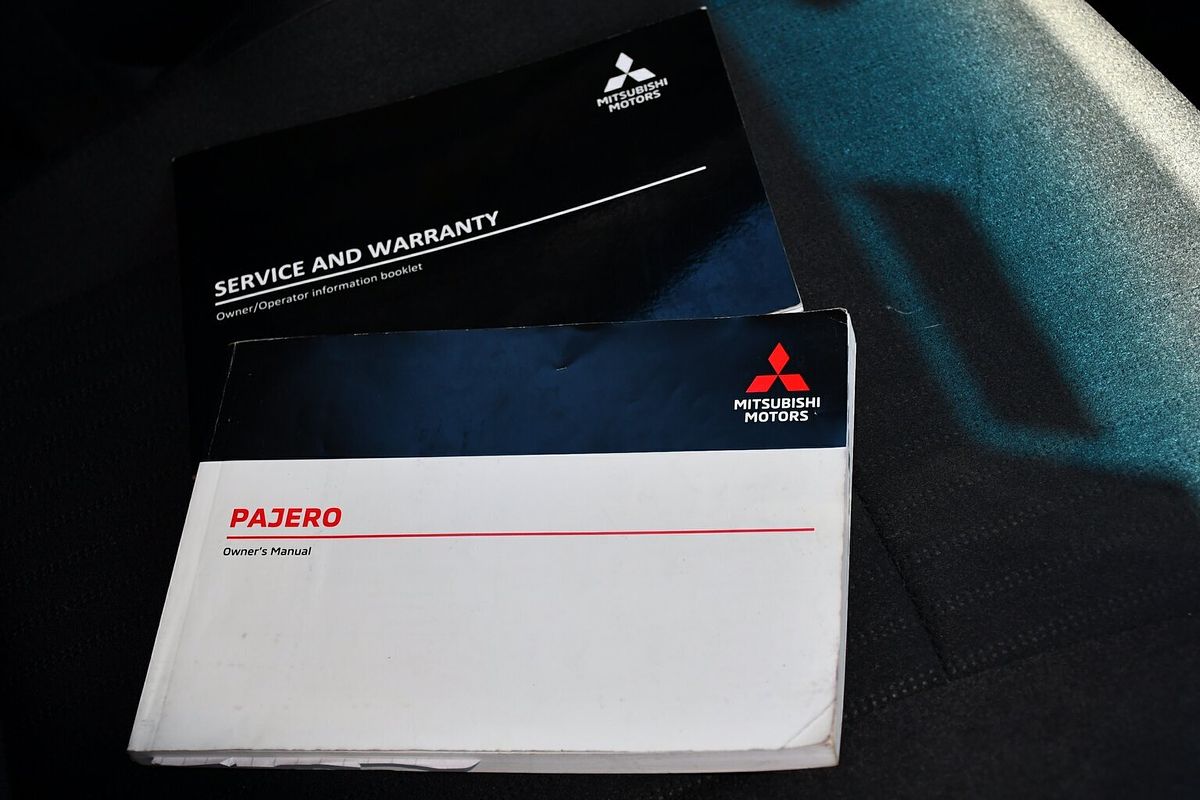 MITSUBISHI
MOTORS
SERVICE AND WARRANTY
Owner/Operator information booklet
MITSUBISHI
MOTORS
PAJERO
Owner's Manual